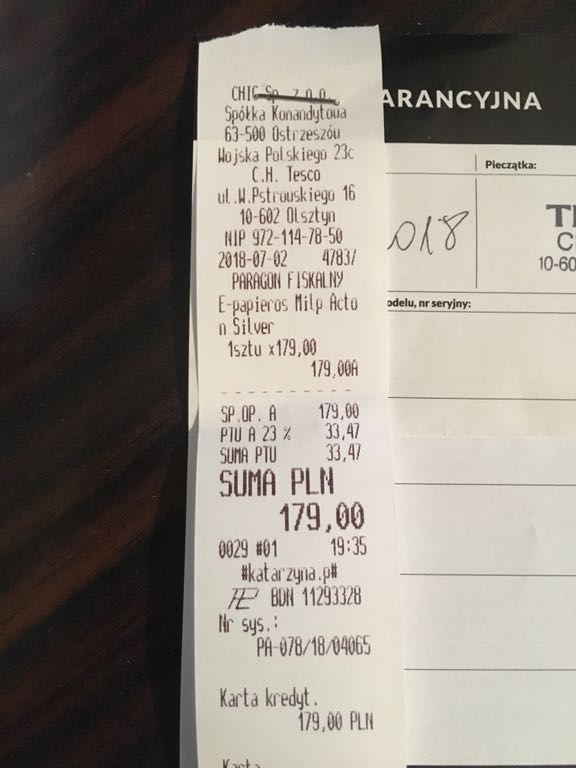 CHIC Sp. z o.o.
Spółka Komandytowa
63-500 Ostrzeszów
Wojska Polskiego 23c
C.H. Tesco
ul.W.Pstrowskiego 16
10-602 Olsztyn
NIP 972-114-78-50
2018-07-02 47837
PARAGON FISKALNY
E-papieros Milp Acto
n Silver
1sztu x179,00
179,00A
SP.OP. A 179,00
PTU A 23 % 33,47
SUMA PTU 33,47
SUMA PLN
179,00
0029 #01 19:35
#katarzyna.p#
BDN 11293328
Nr sys.:
PA-078/18/04065
Karta kredyt.
179,00 PLN
Karta
ARANCYJNA
Pieczątka:
018
10-60
odelu, nr seryjny: